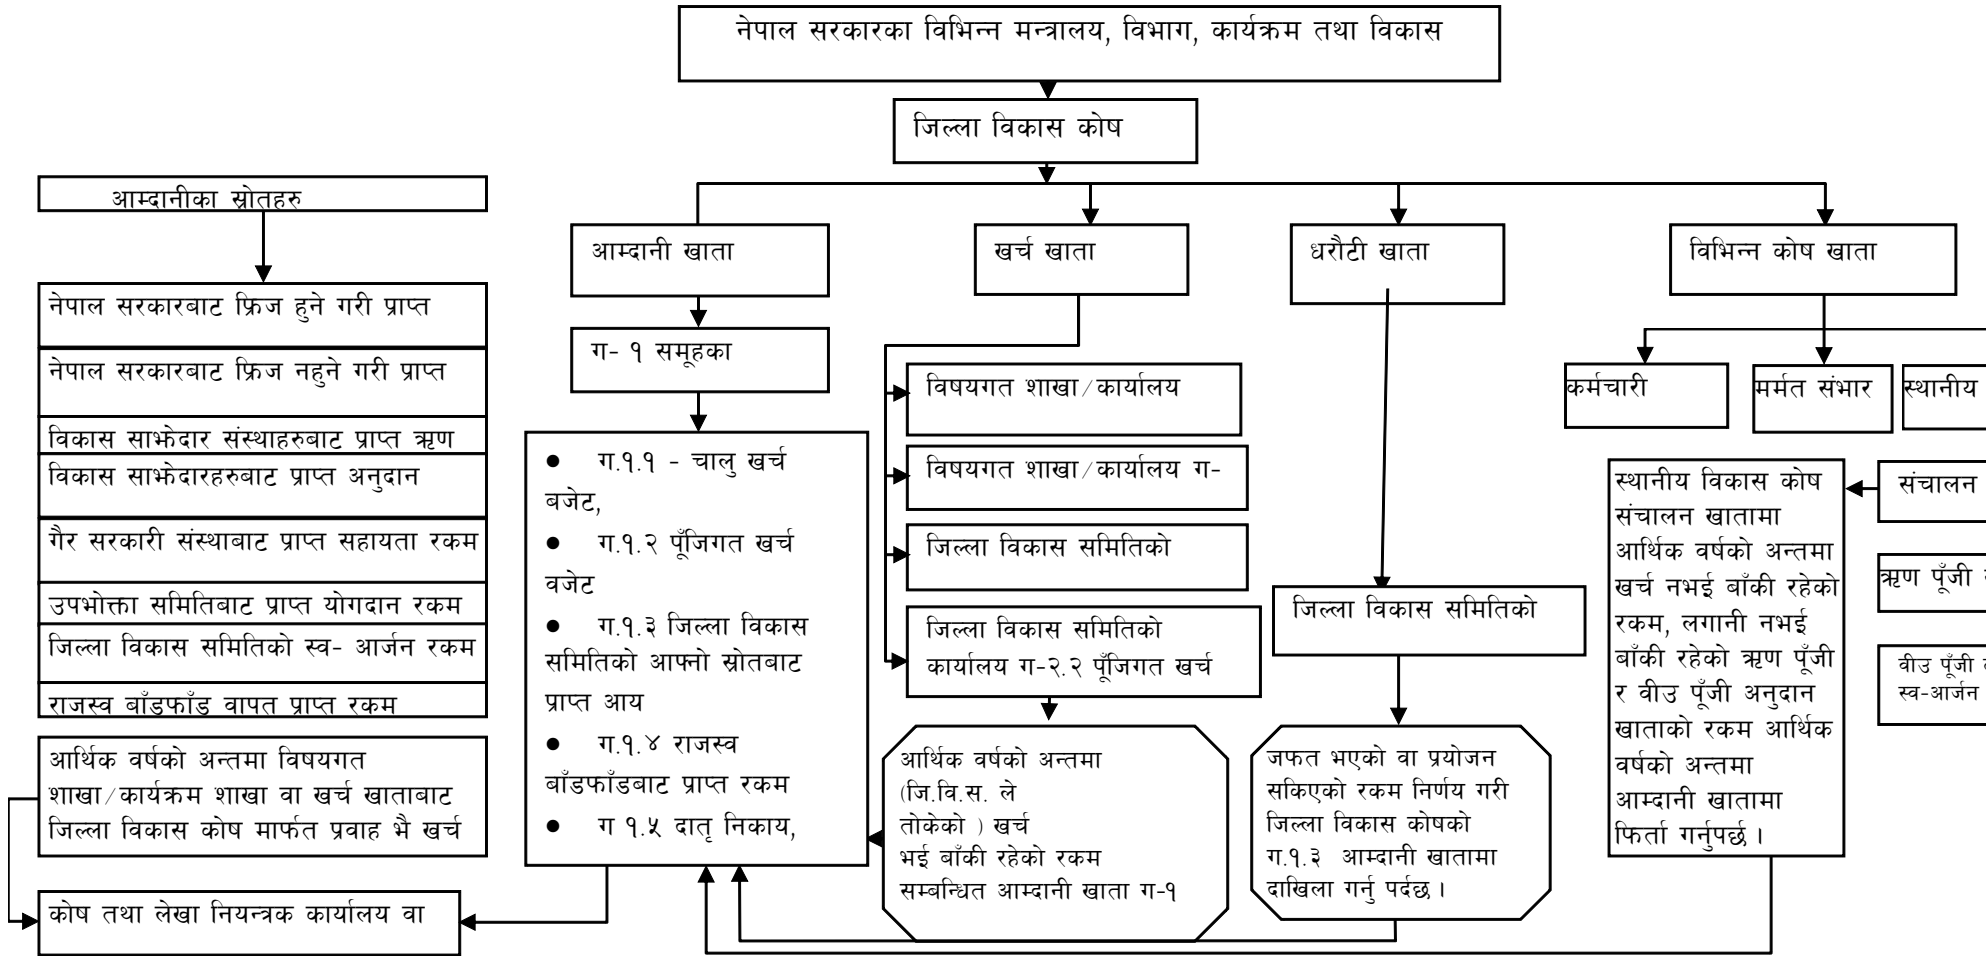 नेपाल सरकारका विभिन्न मन्त्रालय, विभाग, कार्यक्रम तथा विकास
जिल्ला विकास कोष
आम्दानीका स्रोतहरु
नेपाल सरकारबाट फ्रिज हुने गरी प्राप्त
नेपाल सरकारबाट फ्रिज नहुने गरी प्राप्त
विकास साझेदार संस्थाहरुबाट प्राप्त ऋण
विकास साझेदारहरुबाट प्राप्त अनुदान
गैर सरकारी संस्थाबाट प्राप्त सहायता रकम
उपभोक्ता समितिबाट प्राप्त योगदान रकम
जिल्ला विकास समितिको स्व- आर्जन रकम
राजस्व बाँडफाँड वापत प्राप्त रकम
आर्थिक वर्षको अन्तमा विषयगत
शाखा/कार्यक्रम शाखा वा खर्च खाताबाट
जिल्ला विकास कोष मार्फत प्रवाह भै खर्च
कोष तथा लेखा नियन्त्रक कार्यालय वा
आम्दानी खाता
ग- १ समूहका
● ग.१.१ - चालु खर्च
बजेट,
● ग.१.२ पूँजिगत खर्च
वजेट
● ग.१.३ जिल्ला विकास
समितिको आफ्नो स्रोतबाट
प्राप्त आय
● ग.१.४ राजस्व
बाँडफाँडबाट प्राप्त रकम
● ग १.५ दातृ निकाय,
खर्च खाता
विषयगत शाखा/कार्यालय
विषयगत शाखा/कार्यालय ग-
जिल्ला विकास समितिको
जिल्ला विकास समितिको
कार्यालय ग-२.२ पूँजिगत खर्च
आर्थिक वर्षको अन्तमा
(जि.वि.स. ले
तोकेको ) खर्च
भई बाँकी रहेको रकम
सम्बन्धित आम्दानी खाता ग-१
धरौटी खाता
जिल्ला विकास समितिको
जफत भएको वा प्रयोजन
सकिएको रकम निर्णय गरी
जिल्ला विकास कोषको
ग.१.३ आम्दानी खातामा
दाखिला गर्नु पर्दछ।
विभिन्न कोष खाता
कर्मचारी
मर्मत संभार
स्थानीय
स्थानीय विकास कोष
संचालन खातामा
आर्थिक वर्षको अन्तमा
खर्च नभई बाँकी रहेको
रकम, लगानी नभई
बाँकी रहेको ऋण पूँजी
र वीउ पूँजी अनुदान
खाताको रकम आर्थिक
वर्षको अन्तमा
आम्दानी खातामा
फिर्ता गर्नुपर्छ।
संचालन
ऋण पूँजी
वीउ पूँजी
स्व-आर्जन